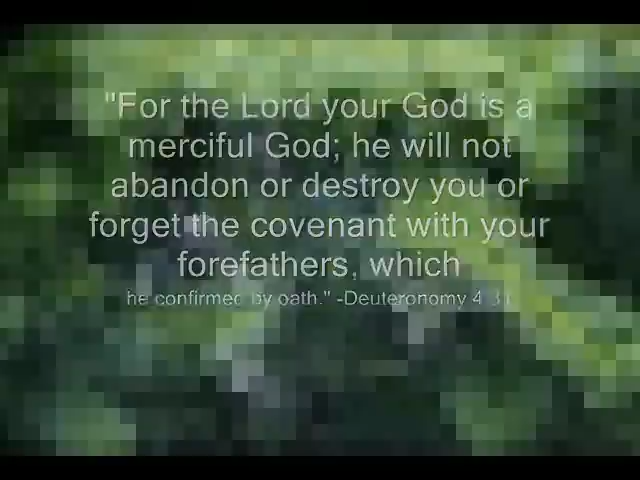 "For the Lord your God is a
merciful God; he will not
abandon or destroy you or
forget the covenant with your
forefathers, which
he confirmed by oath." -Deuteronomy 4:31